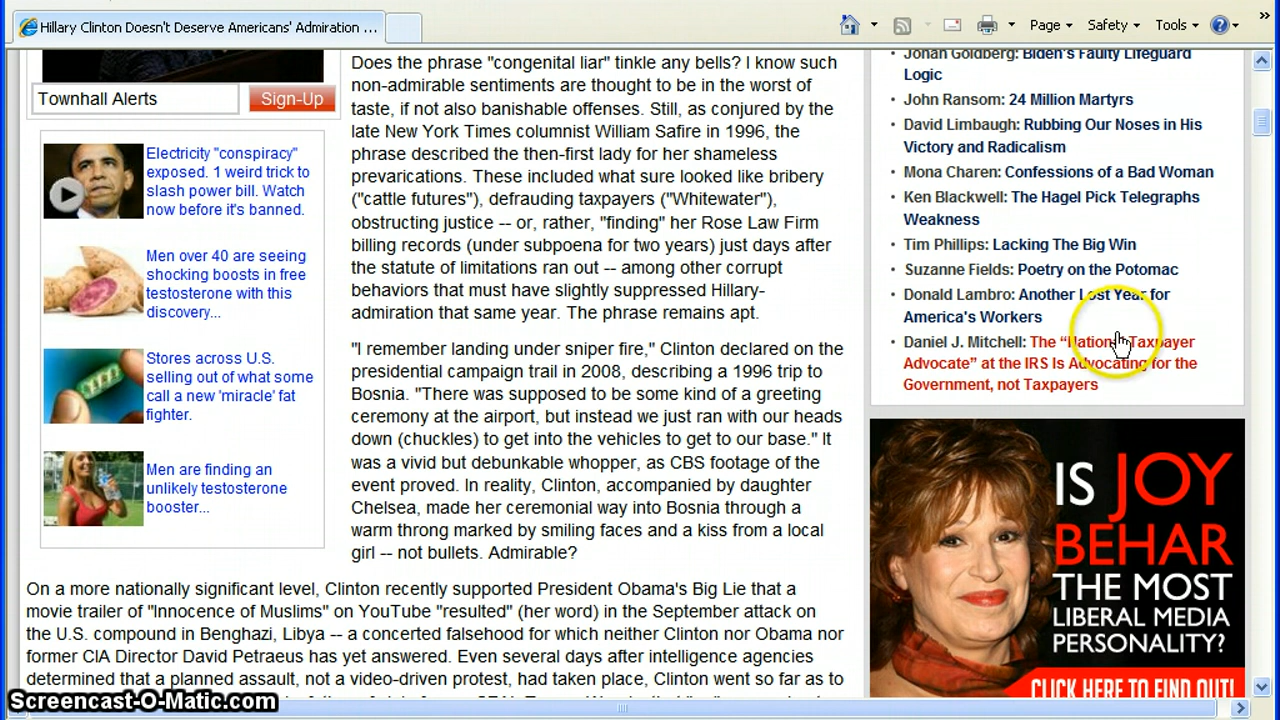 Hillary Clinton Doesn't Deserve Americans' Admiration ...
Page
Safety
Tools
Townhall Alerts
Sign-Up
Electricity "conspiracy"
exposed. 1 weird trick to
slash power bill. Watch
now before it's banned.
Men over 40 are seeing
shocking boosts in free
testosterone with this
discovery...
Stores across U.S.
selling out of what some
call a new 'miracle' fat
fighter.
Men are finding an
unlikely testosterone
booster...
Does the phrase "congenital liar" tinkle any bells? I know such
non-admirable sentiments are thought to be in the worst of
taste, if not also banishable offenses. Still, as conjured by the
late New York Times columnist William Safire in 1996, the
phrase described the then-first lady for her shameless
prevarications. These included what sure looked like bribery
("cattle futures"), defrauding taxpayers ("Whitewater"),
obstructing justice -- or, rather, "finding" her Rose Law Firm
billing records (under subpoena for two years) just days after
the statute of limitations ran out -- among other corrupt
behaviors that must have slightly suppressed Hillary-
admiration that same year. The phrase remains apt.
"I remember landing under sniper fire," Clinton declared on the
presidential campaign trail in 2008, describing a 1996 trip to
Bosnia. "There was supposed to be some kind of a greeting
ceremony at the airport, but instead we just ran with our heads
down (chuckles) to get into the vehicles to get to our base." It
was a vivid but debunkable whopper, as CBS footage of the
event proved. In reality, Clinton, accompanied by daughter
Chelsea, made her ceremonial way into Bosnia through a
warm throng marked by smiling faces and a kiss from a local
girl -- not bullets. Admirable?
On a more nationally significant level, Clinton recently supported President Obama's Big Lie that a
movie trailer of "Innocence of Muslims" on YouTube "resulted" (her word) in the September attack on
the U.S. compound in Benghazi, Libya -- a concerted falsehood for which neither Clinton nor Obama nor
former CIA Director David Petraeus has yet answered. Even several days after intelligence agencies
determined that a planned assault, not a video-driven protest, had taken place, Clinton went so far as to
Jonah Goldberg: Biden's Faulty Lifeguard
Logic
John Ransom: 24 Million Martyrs
David Limbaugh: Rubbing Our Noses in His
Victory and Radicalism
Mona Charen: Confessions of a Bad Woman
Ken Blackwell: The Hagel Pick Telegraphs
Weakness
Tim Phillips: Lacking The Big Win
Suzanne Fields: Poetry on the Potomac
Donald Lambro: Another Lost Year for
America's Workers
Daniel J. Mitchell: The “National Taxpayer
Advocate” at the IRS Is Advocating for the
Government, not Taxpayers
IS JOY
BEHAR
THE MOST
LIBERAL MEDIA
PERSONALITY?
CLICK HERE TO FIND OUT!
Screencast-O-Matic.com